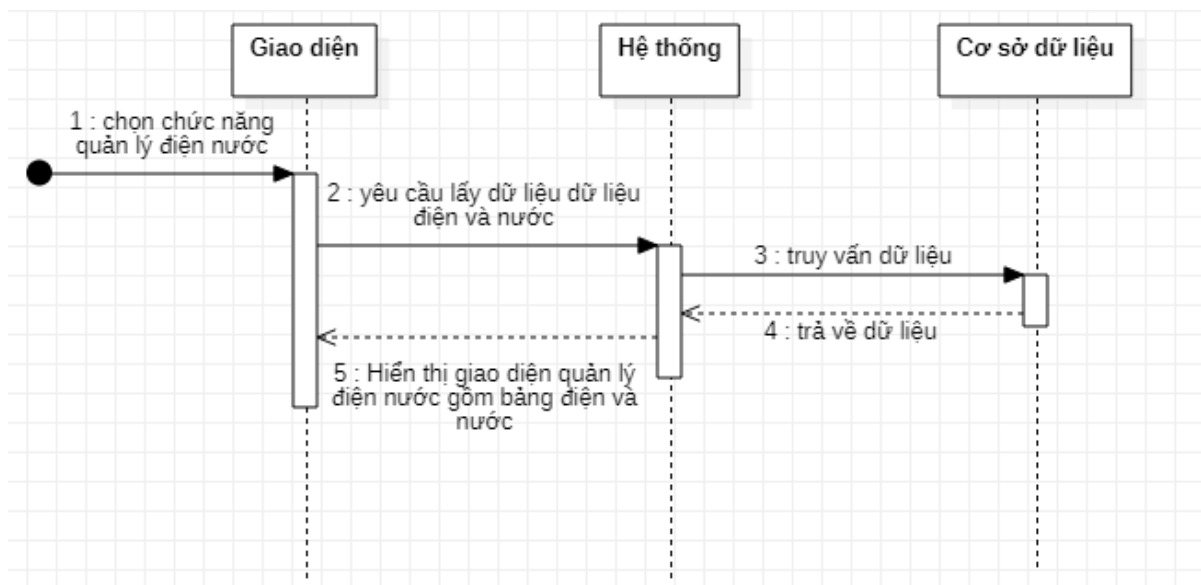 Giao diện
Hệ thống
Cơ sở dữ liệu
1 : chọn chức năng
quản lý điện nước
2 : yêu cầu lấy dữ liệu dữ liệu
điện và nước
3 : truy vấn dữ liệu
4 : trả về dữ liệu
5 : Hiển thị giao diện quản lý
điện nước gồm bảng điện và
nước